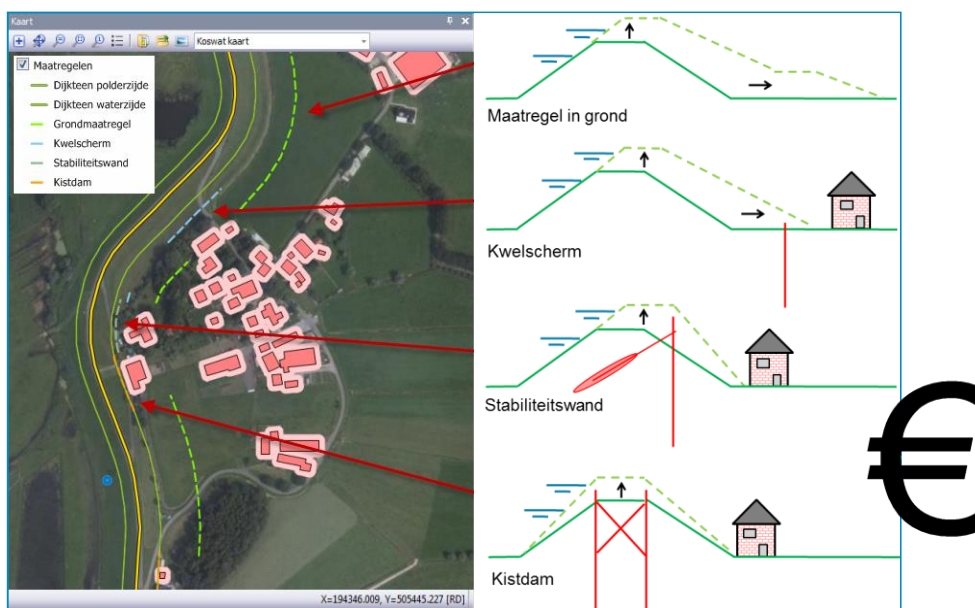 Kaart
Koswat kaart
Maatregelen
Dijkteen polderzijde
Dijkteen waterzijde
Grondmaatregel
Kwelscherm
Stabiliteitswand
Kistdam
X=194346.009, Y=505445.227 [RD]
Maatregel in grond
Kwelscherm
Stabiliteitswand
Kistdam
€